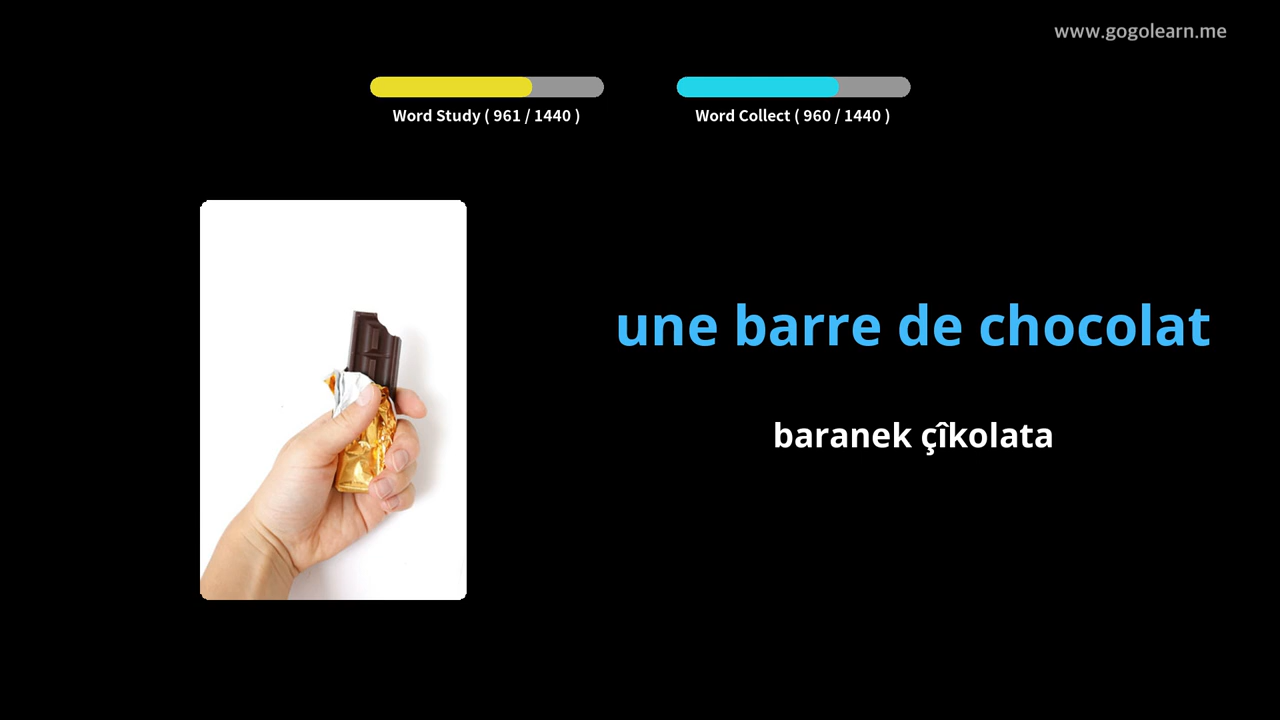 www.gogolearn.me
Word Study ( 961 / 1440 )
Word Collect ( 960 / 1440 )
une barre de chocolat
baranek çîkolata